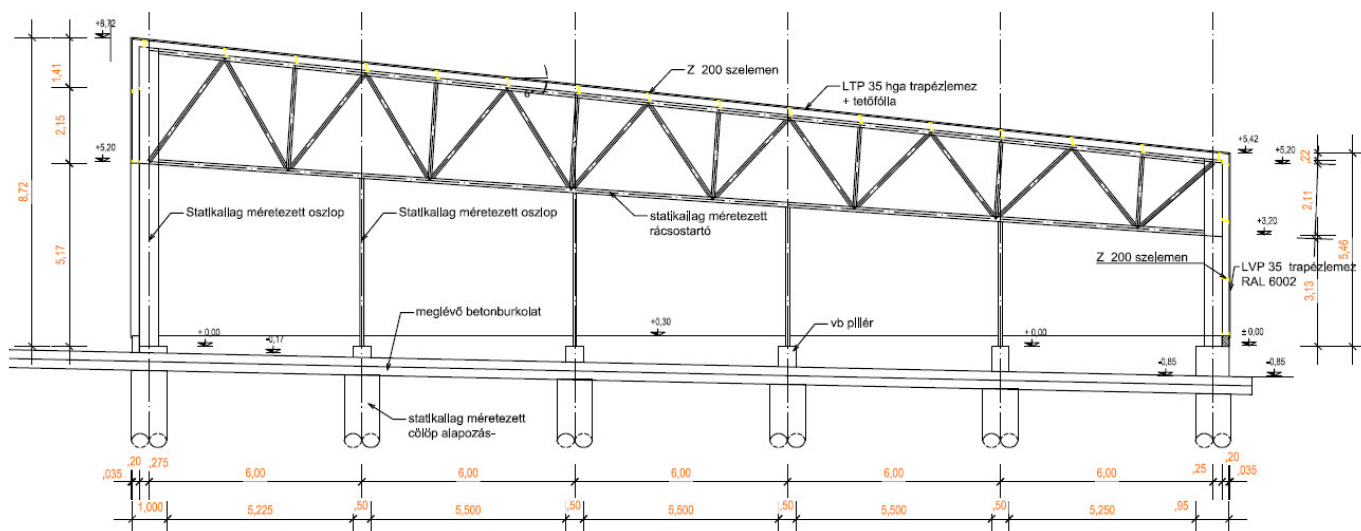 +8,72
Z 200 szelemen
LTP 35 hga trapézlemez
+ tetőfólla
6°
1,41
2,15
+5,20
8,72
5,17
+5,42
+5,20
,22
2,11
+3,20
5,46
3,13
Statikallag méretezett oszlop
Statikallag méretezett oszlop
statikailag méretezett
rácsostartó
Z 200 szelemen
LVP 35 trapézlemez
RAL 6002
meglévő betonburkolat
+0,30
vb pillér
+ 0,00
-0,17
+ 0,00
± 0,00
-0,85
-0,85
statikallag méretezett
cölöp alapozás-
,035 ,20 ,275 6,00 6,00 6,00 6,00 6,00 ,25 ,20 ,035
1,000 5,225 ,50 5,500 ,50 5,500 ,50 5,500 ,50 5,250 ,95